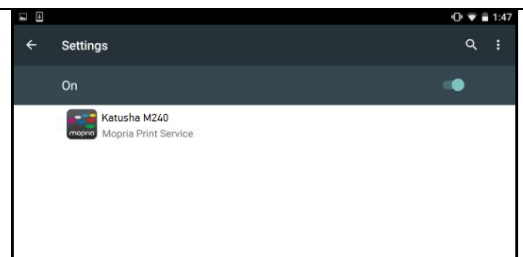 1:47
Settings
On
Katusha M240
mopria
Mopria Print Service